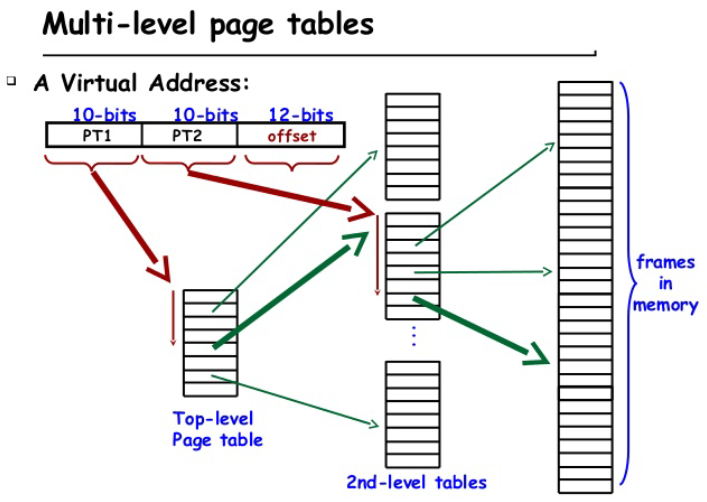 Multi-level page tables
A Virtual Address:
10-bits 10-bits 12-bits
PT1 PT2 offset
frames
in
memory
Top-level
Page table
2nd-level tables